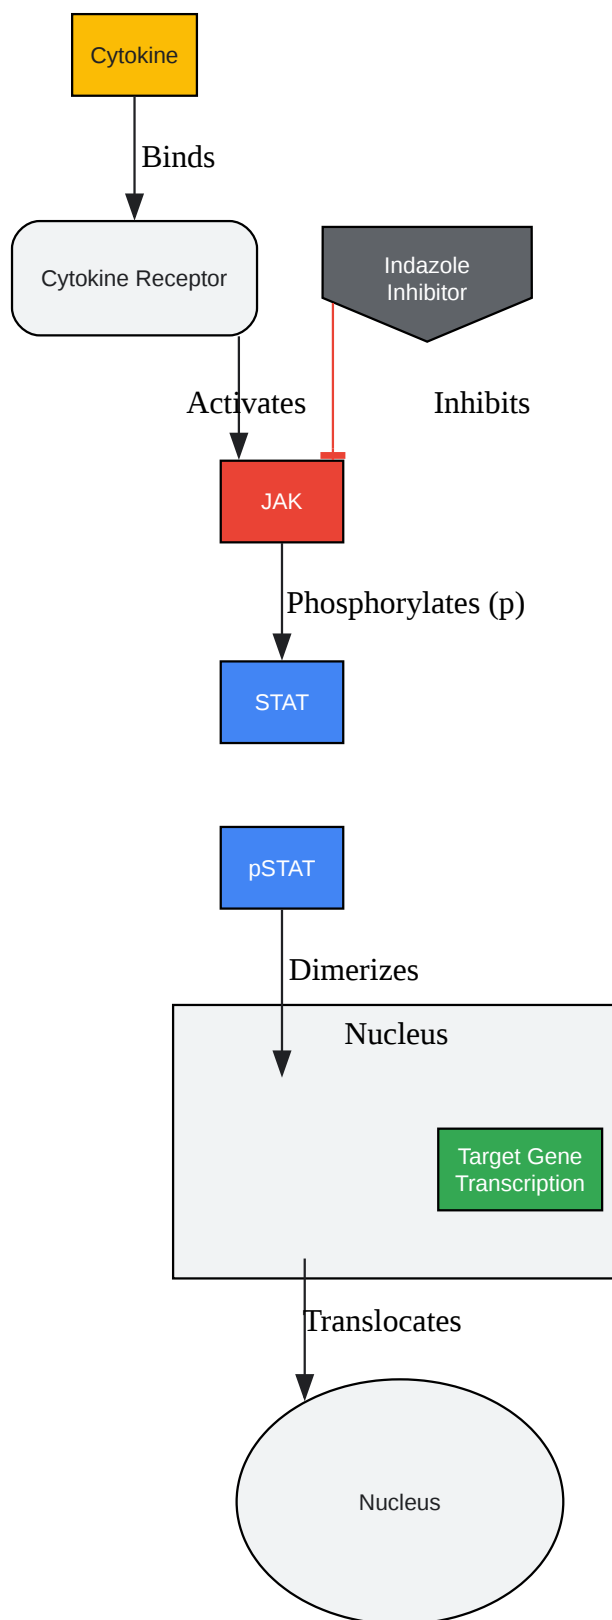 Cytokine
Binds
Cytokine Receptor
Indazole
Inhibitor
Activates
Inhibits
JAK
Phosphorylates (p)
STAT
pSTAT
Dimerizes
Nucleus
Target Gene
Transcription
Translocates
Nucleus